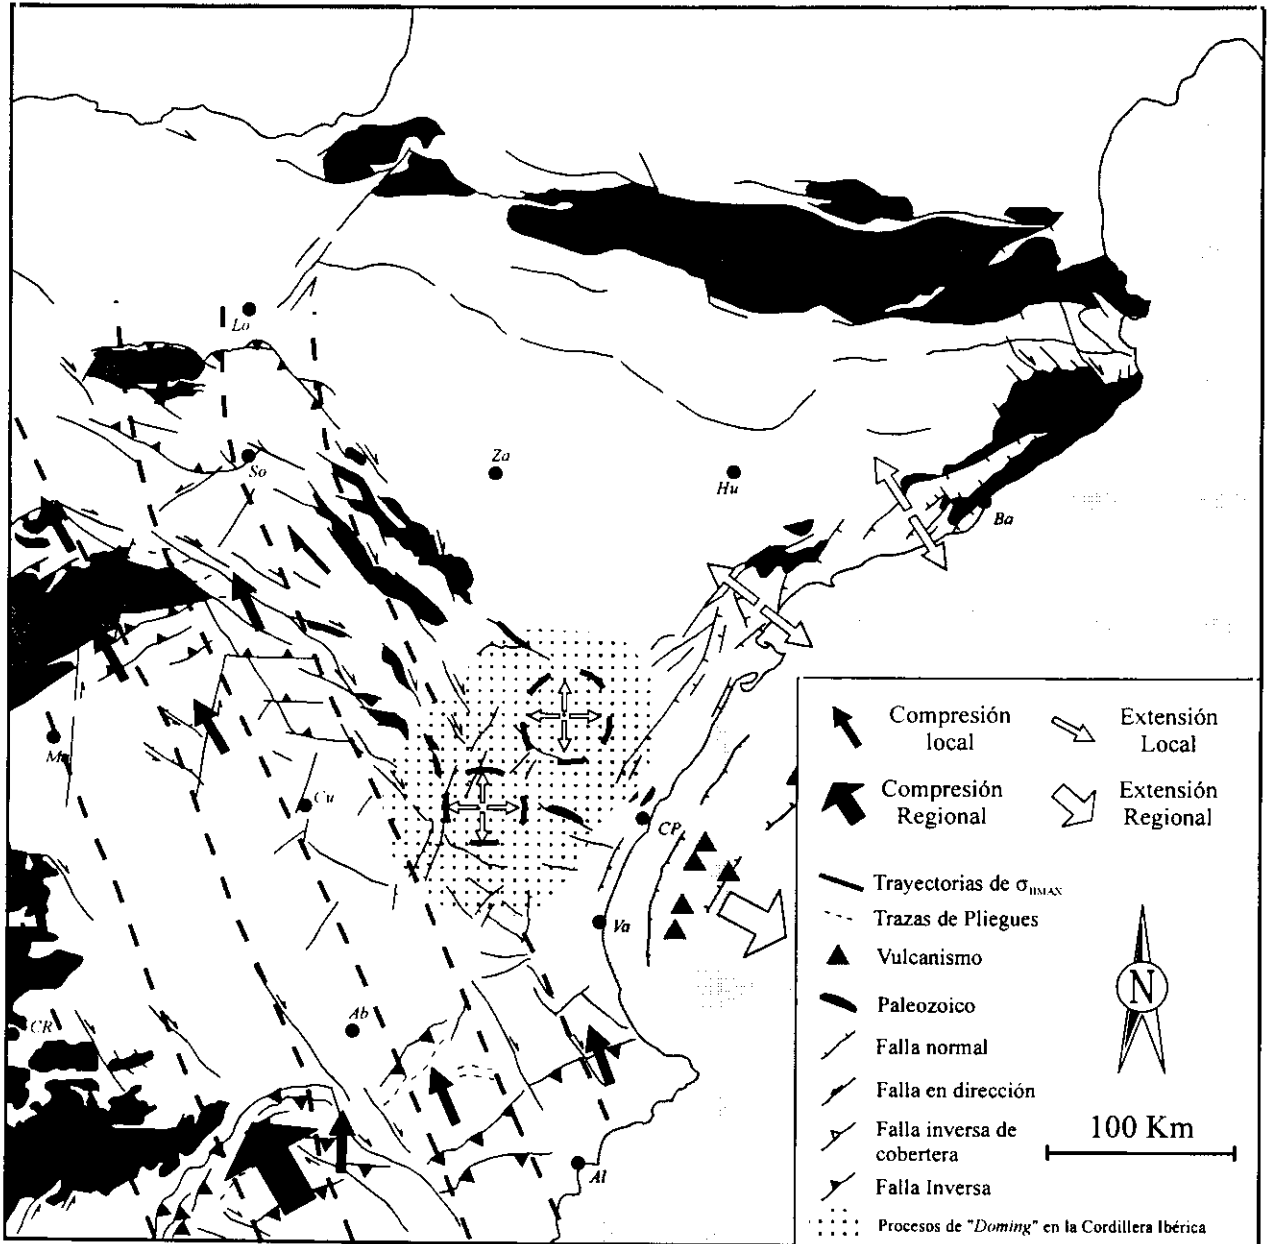 Lo
So
Za
Hu
Ba
Ma
Cu
CP
Va
CR
Ab
Al
Compresión
local
Extensión
Local
Compresión
Regional
Extensión
Regional
Trayectorias de σHMAX
Trazas de Pliegues
Vulcanismo
Paleozoico
Falla normal
Falla en dirección
Falla inversa de
cobertera
Falla Inversa
Procesos de "Doming" en la Cordillera Ibérica
N
100 Km